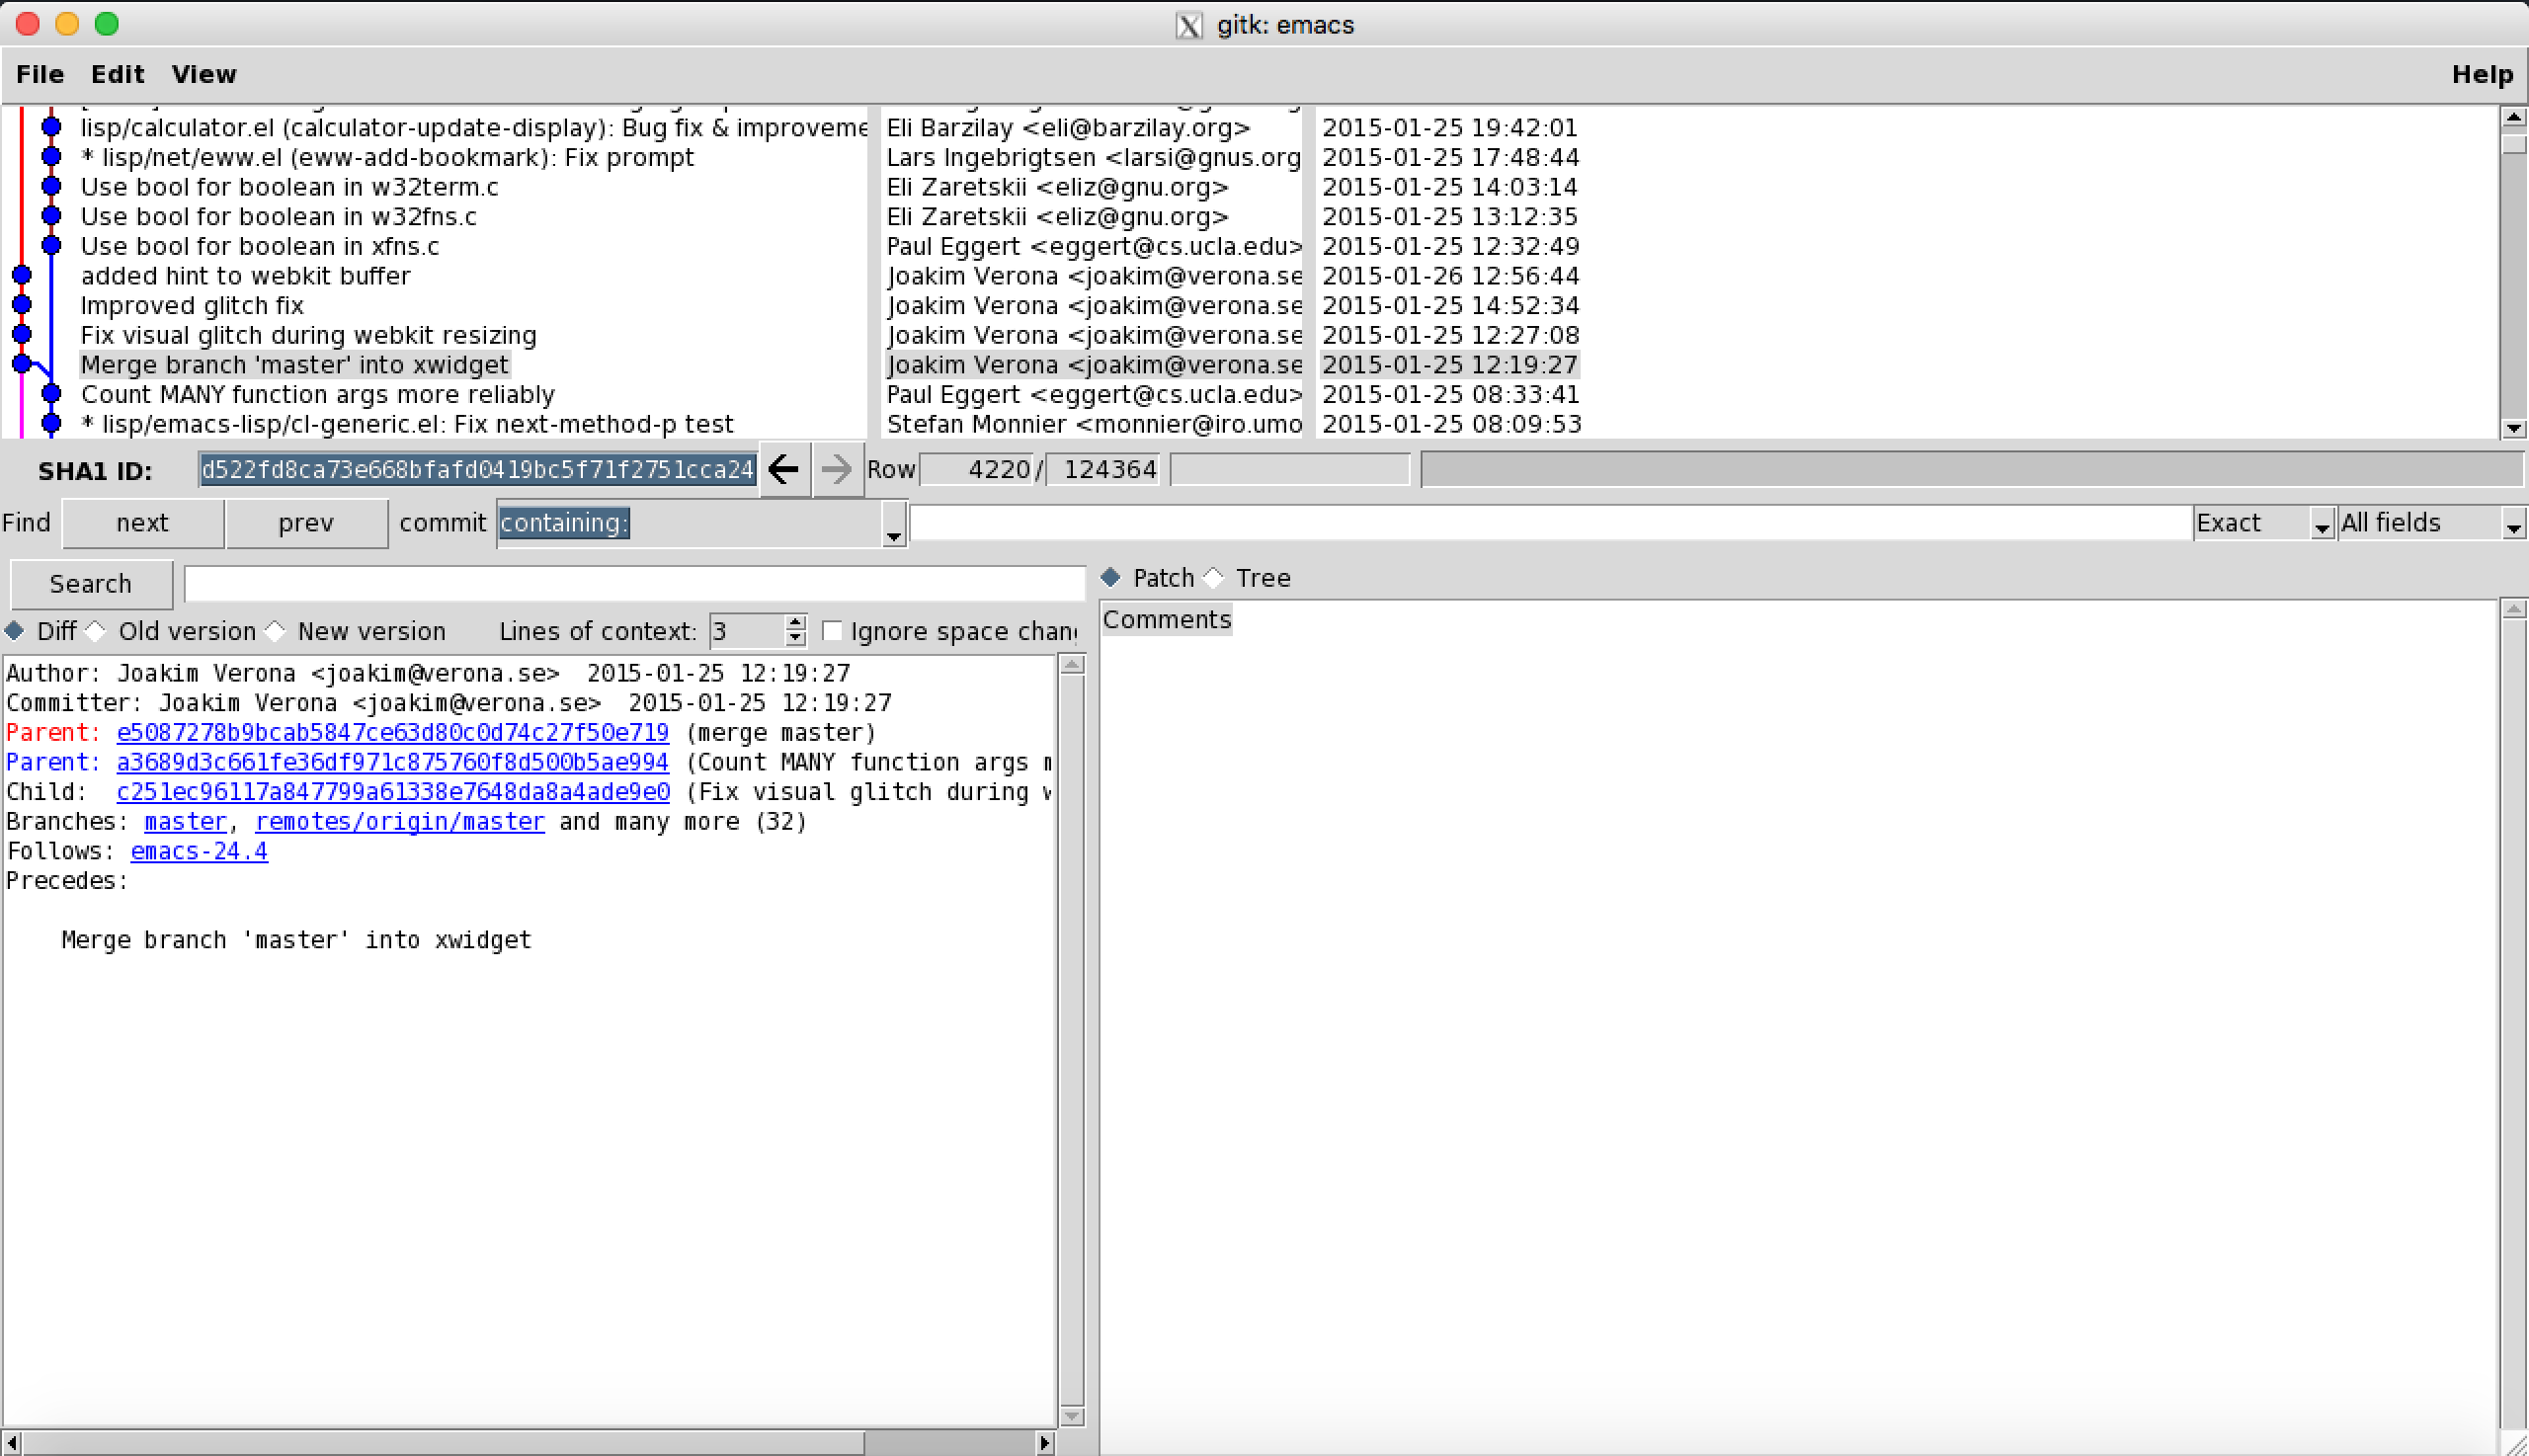 gitk: emacs
File Edit View Help
lisp/calculator.el (calculator-update-display): Bug fix & improveme Eli Barzilay <eli@barzilay.org> 2015-01-25 19:42:01
* lisp/net/eww.el (eww-add-bookmark): Fix prompt Lars Ingebrigtsen <larsi@gnus.org 2015-01-25 17:48:44
Use bool for boolean in w32term.c Eli Zaretskii <eliz@gnu.org> 2015-01-25 14:03:14
Use bool for boolean in w32fns.c Eli Zaretskii <eliz@gnu.org> 2015-01-25 13:12:35
Use bool for boolean in xfns.c Paul Eggert <eggert@cs.ucla.edu> 2015-01-25 12:32:49
added hint to webkit buffer Joakim Verona <joakim@verona.se 2015-01-26 12:56:44
Improved glitch fix Joakim Verona <joakim@verona.se 2015-01-25 14:52:34
Fix visual glitch during webkit resizing Joakim Verona <joakim@verona.se 2015-01-25 12:27:08
Merge branch 'master' into xwidget Joakim Verona <joakim@verona.se 2015-01-25 12:19:27
Count MANY function args more reliably Paul Eggert <eggert@cs.ucla.edu> 2015-01-25 08:33:41
* lisp/emacs-lisp/cl-generic.el: Fix next-method-p test Stefan Monnier <monnier@iro.umo 2015-01-25 08:09:53
SHA1 ID: d522fd8ca73e668bfafd0419bc5f71f2751cca24 Row 4220 / 124364
Find next prev commit containing: Exact All fields
Search
Patch Tree
Diff Old version New version Lines of context: 3 Ignore space chang
Comments
Author: Joakim Verona <joakim@verona.se> 2015-01-25 12:19:27
Committer: Joakim Verona <joakim@verona.se> 2015-01-25 12:19:27
Parent: e5087278b9bcab5847ce63d80c0d74c27f50e719 (merge master)
Parent: a3689d3c661fe36df971c875760f8d500b5ae994 (Count MANY function args m
Child: c251ec96117a847799a61338e7648da8a4ade9e0 (Fix visual glitch during w
Branches: master, remotes/origin/master and many more (32)
Follows: emacs-24.4
Precedes:
Merge branch 'master' into xwidget